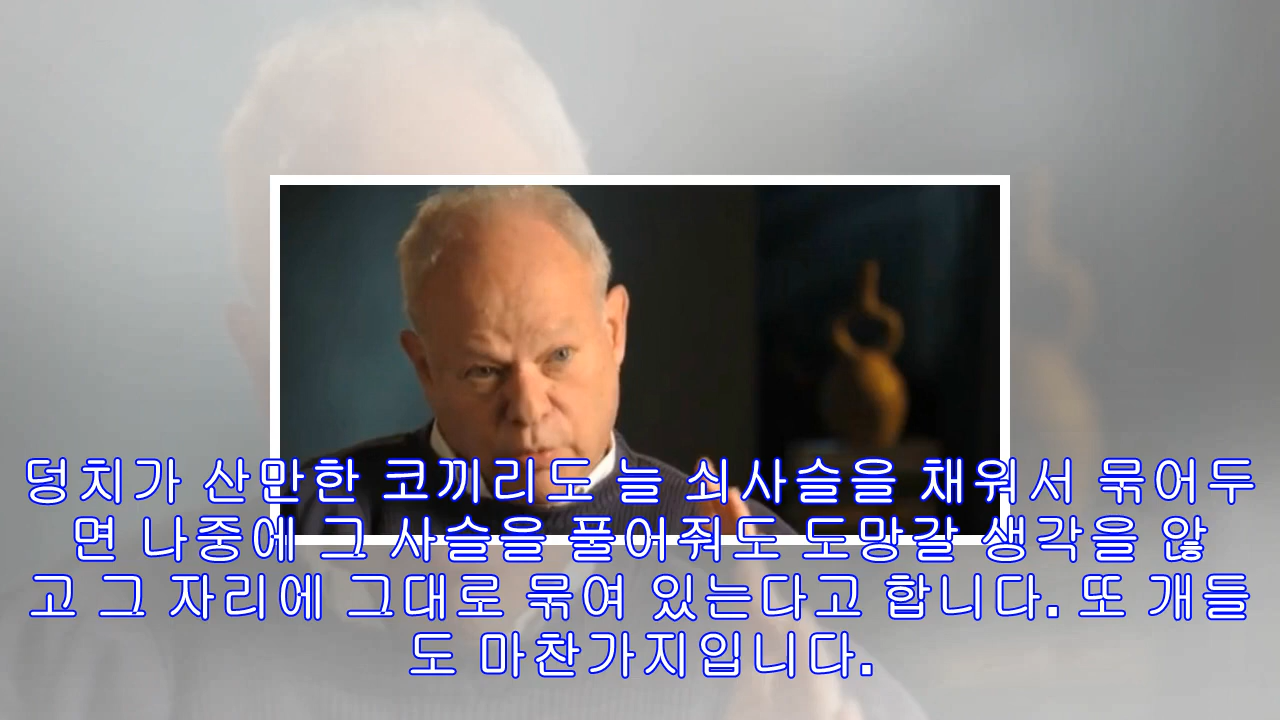 덩치가 산만한 코끼리도 늘 쇠사슬을 채워서 묶어두
면 나중에 그 사슬을 풀어줘도 도망갈 생각을 않
고 그 자리에 그대로 묶여 있는다고 합니다. 또 개들
도 마찬가지입니다.